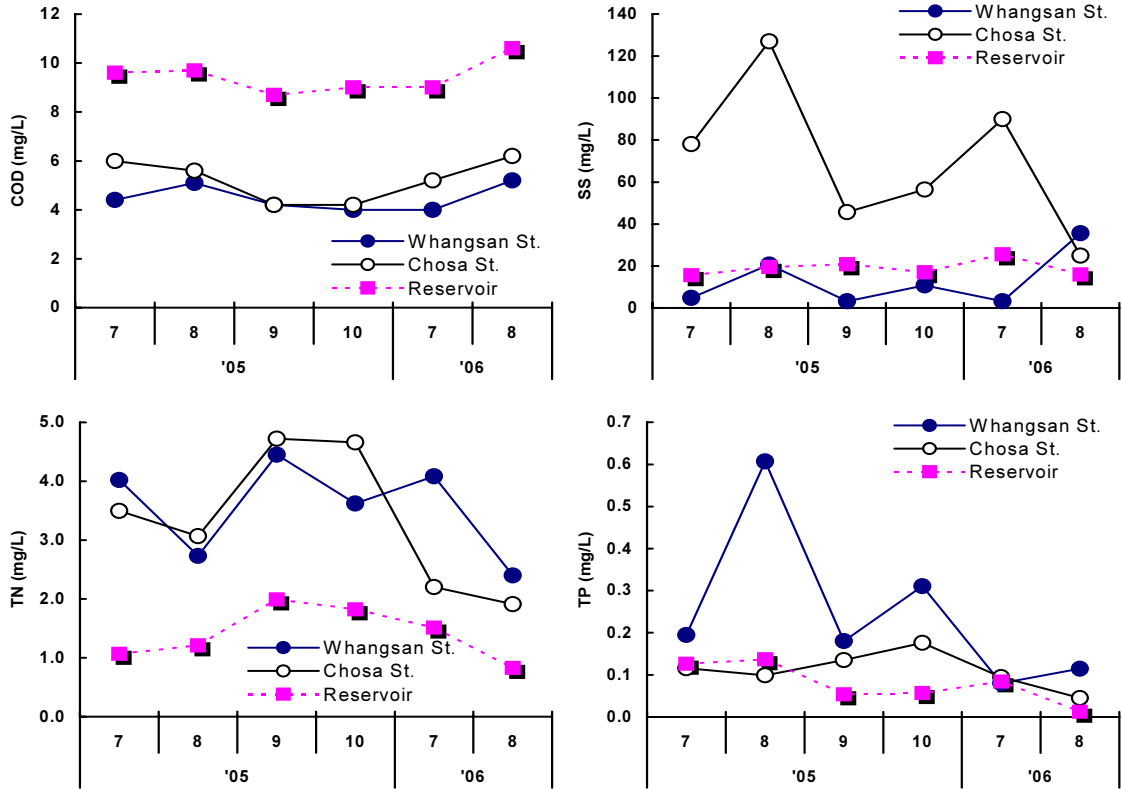 12
10
8
6
4
2
0
COD (mg/L)
Whangsan St.
Chosa St.
Reservoir
7 8 9 10 7 8
'05 '06
140
120
100
80
60
40
20
0
SS (mg/L)
Whangsan St.
Chosa St.
Reservoir
7 8 9 10 7 8
'05 '06
5.0
4.0
3.0
2.0
1.0
0.0
TN (mg/L)
Whangsan St.
Chosa St.
Reservoir
7 8 9 10 7 8
'05 '06
0.7
0.6
0.5
0.4
0.3
0.2
0.1
0.0
TP (mg/L)
Whangsan St.
Chosa St.
Reservoir
7 8 9 10 7 8
'05 '06